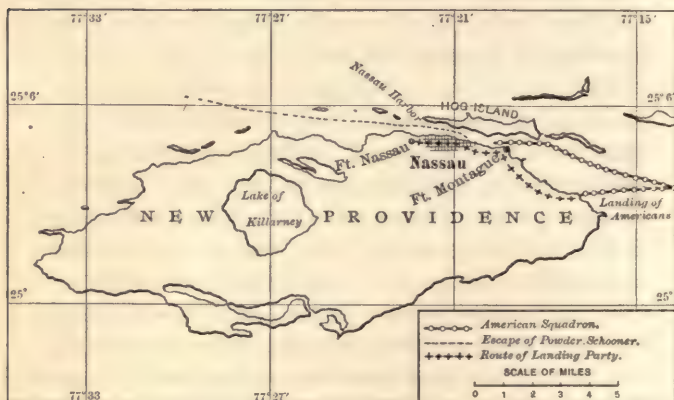 77°33′ 77°27′ 77°21′ 77°15′
25°6′ 25°6′
Nassau Harbor
HOG ISLAND
Ft. Nassau
Nassau
Ft. Montague
Lake of
Killarney
Landing of
Americans
NEW PROVIDENCE
25° 25°
American Squadron.
Escape of Powder Schooner.
Route of Landing Party.
SCALE OF MILES
0 1 2 3 4 5
77°33 77°27′